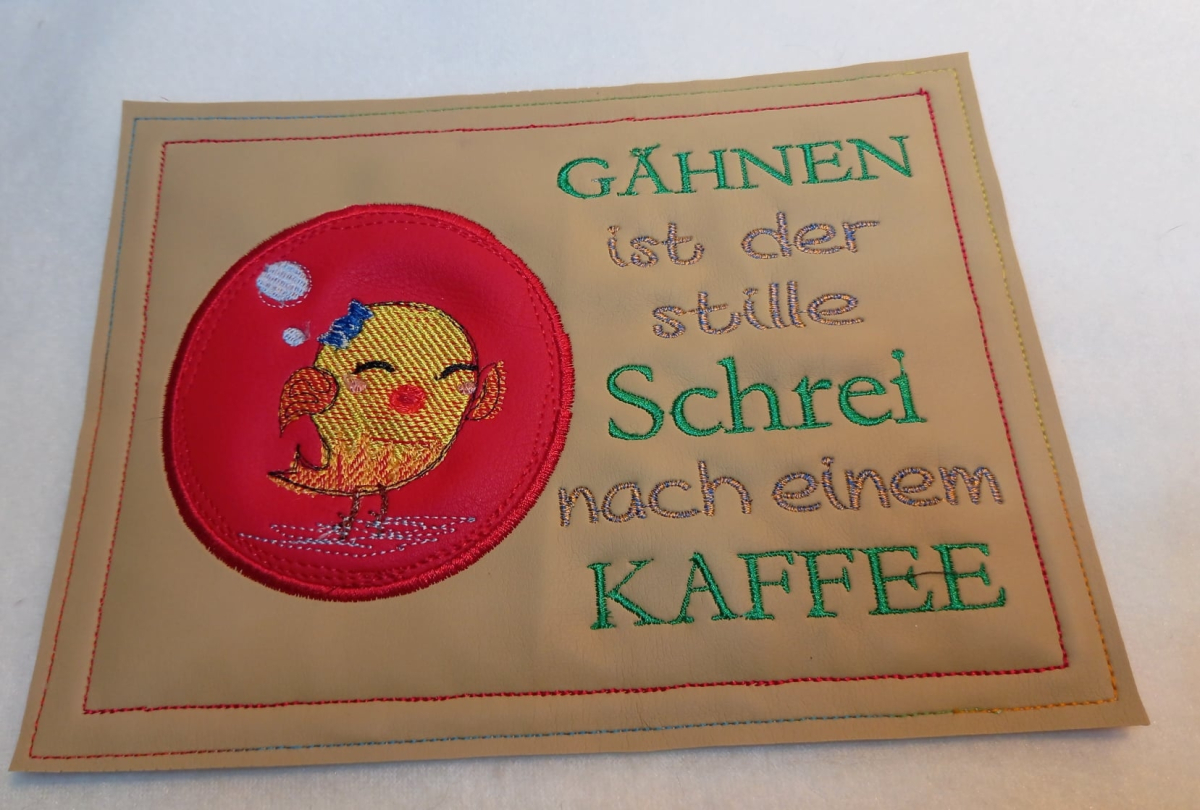 GÄHNEN
ist der
stille
Schrei
nach einem
KAFFEE